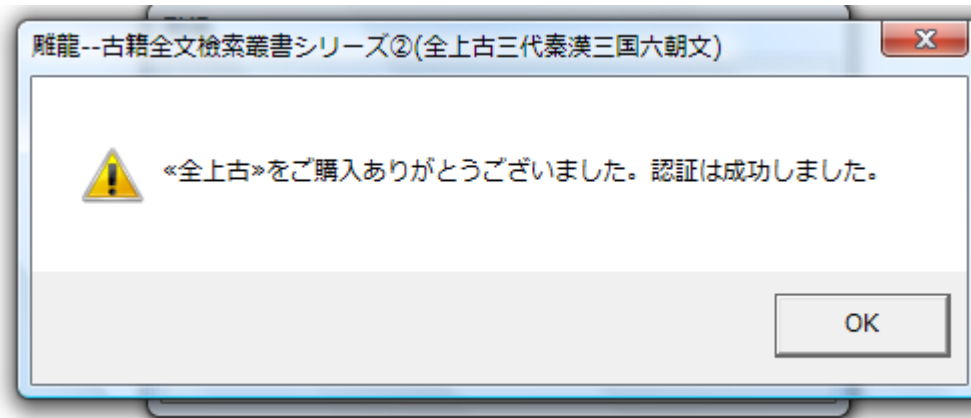 雕龍--古籍全文檢索叢書シリーズ②(全上古三代秦漢三国六朝文)
«全上古»をご購入ありがとうございました。認証は成功しました。
OK